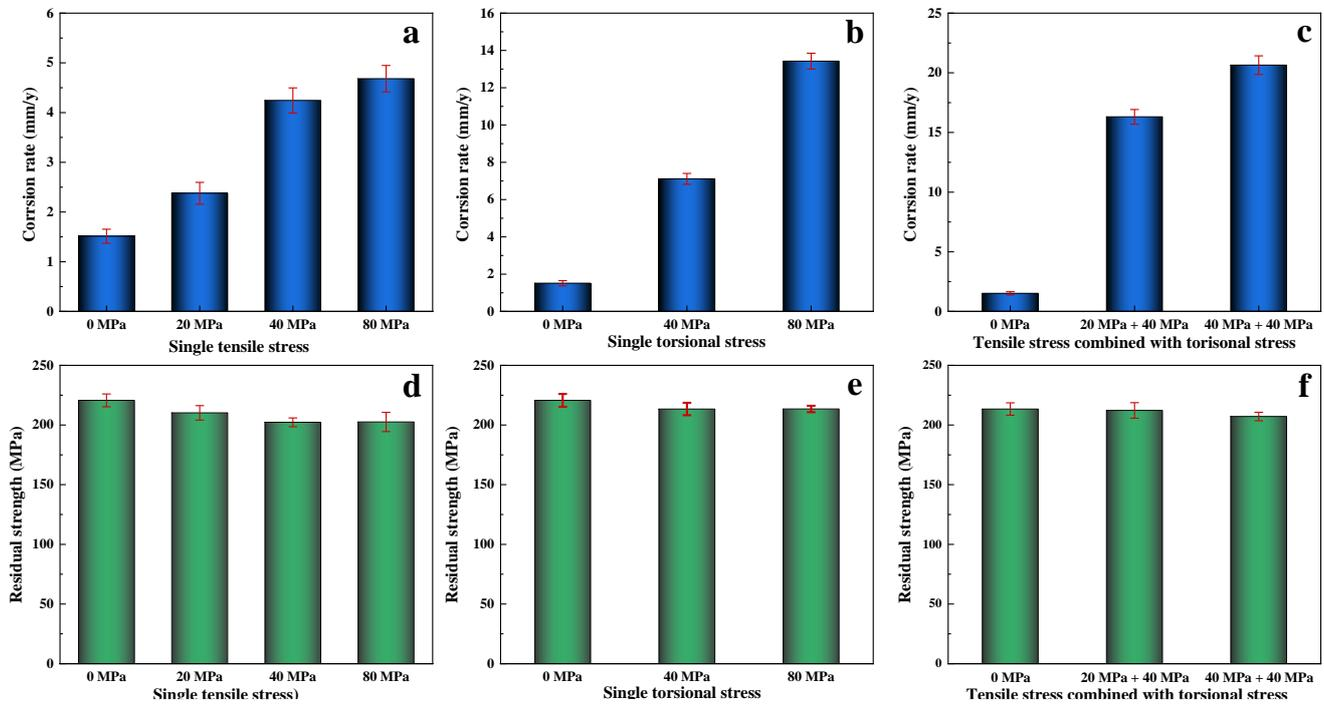 a
Corrsion rate (mm/y)
6
5
4
3
2
1
0
0 MPa 20 MPa 40 MPa 80 MPa
Single tensile stress
b
Corrsion rate (mm/y)
16
14
12
10
8
6
4
2
0
0 MPa 40 MPa 80 MPa
Single torsional stress
c
Corrsion rate (mm/y)
25
20
15
10
5
0
0 MPa 20 MPa + 40 MPa 40 MPa + 40 MPa
Tensile stress combined with torisonal stress
d
Residual strength (MPa)
250
200
150
100
50
0
0 MPa 20 MPa 40 MPa 80 MPa
Single tensile stress)
e
Residual strength (MPa)
250
200
150
100
50
0
0 MPa 40 MPa 80 MPa
Single torsional stress
f
Residual strength (MPa)
250
200
150
100
50
0
0 MPa 20 MPa + 40 MPa 40 MPa + 40 MPa
Tensile stress combined with torsional stress